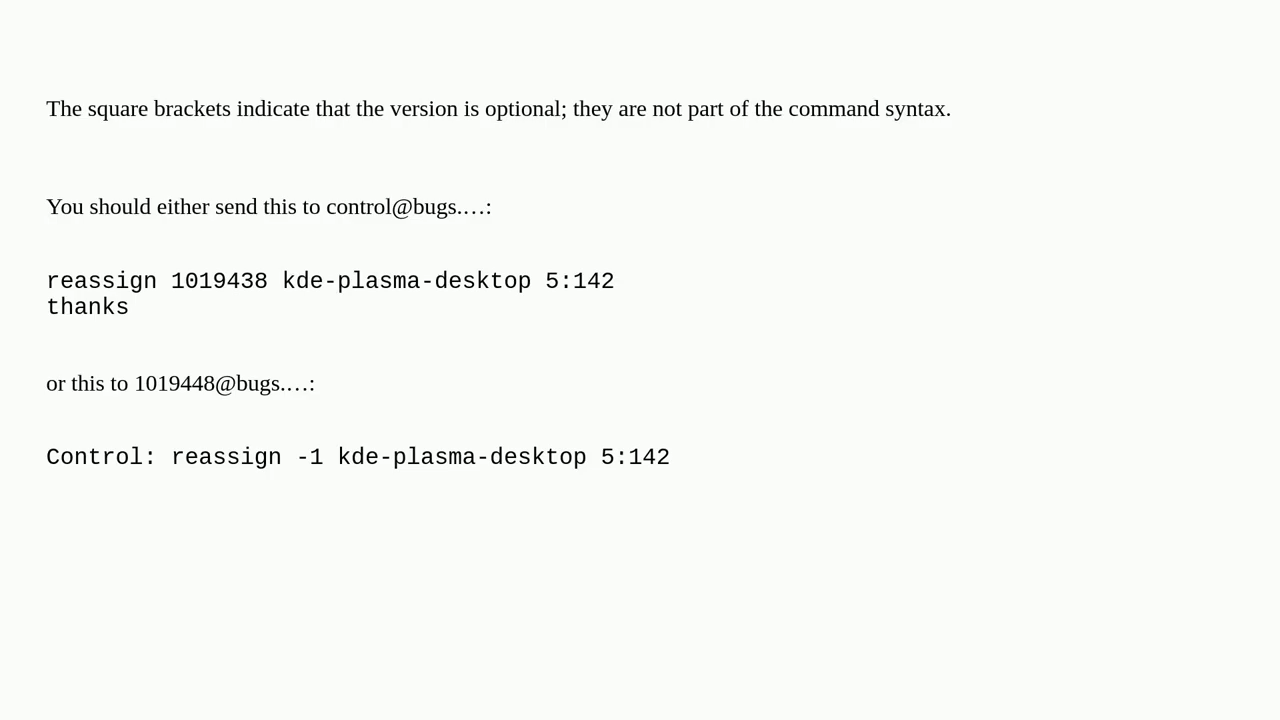 The square brackets indicate that the version is optional; they are not part of the command syntax.
You should either send this to control@bugs.…:
reassign 1019438 kde-plasma-desktop 5:142
thanks
or this to 1019448@bugs.…:
Control: reassign -1 kde-plasma-desktop 5:142